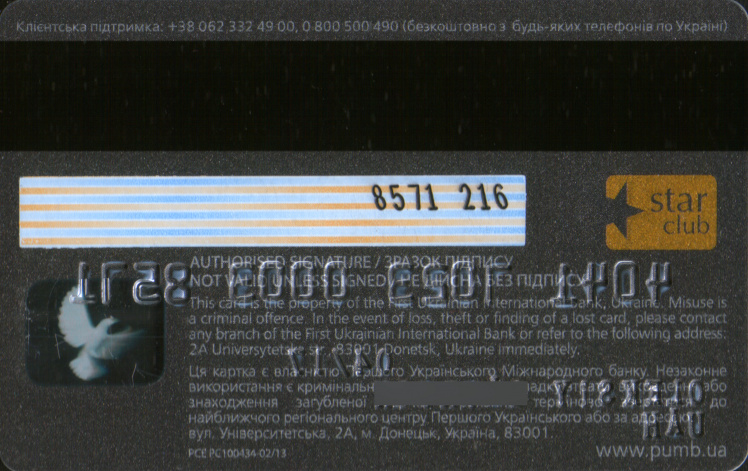 Клієнтська підтримка: +38 062 332 49 00, 0 800 500 490 (безкоштовно з будь-яких телефонів по Україні)
8571 216
star
club
AUTHORISED SIGNATURE / ЗРАЗОК ПІДПИСУ
NOT VALID UNLESS SIGNED / БЕЗ ПІДПИСУ
This card is the property of the First Ukrainian International Bank, Ukraine. Misuse is
a criminal offence. In the event of loss, theft or finding of a lost card, please contact
any branch of the First Ukrainian International Bank or refer to the following address:
2A Universytetska str., 83001 Donetsk, Ukraine immediately.
Ця картка є власністю Першого Українського Міжнародного банку. Незаконне
використання є або
знаходження загубленої
найближчого регіонального центру Першого Українського або за
вул. Університетська, 2А, м. Донецьк, Україна, 83001.
PCE PC100434-02/13
www.pumb.ua